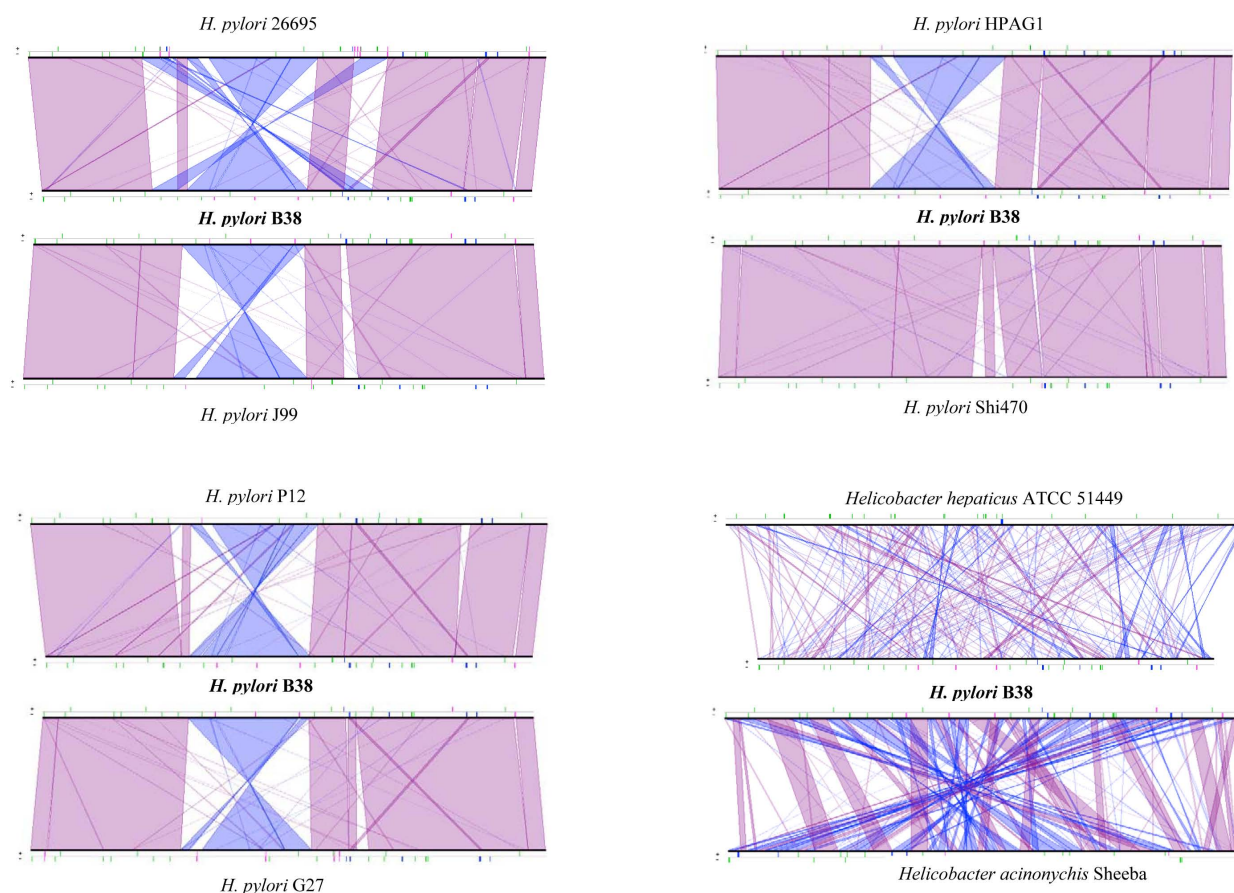 H. pylori 26695
H. pylori B38
H. pylori J99
H. pylori HPAG1
H. pylori B38
H. pylori Shi470
H. pylori P12
H. pylori B38
H. pylori G27
Helicobacter hepaticus ATCC 51449
H. pylori B38
Helicobacter acinonychis Sheeba